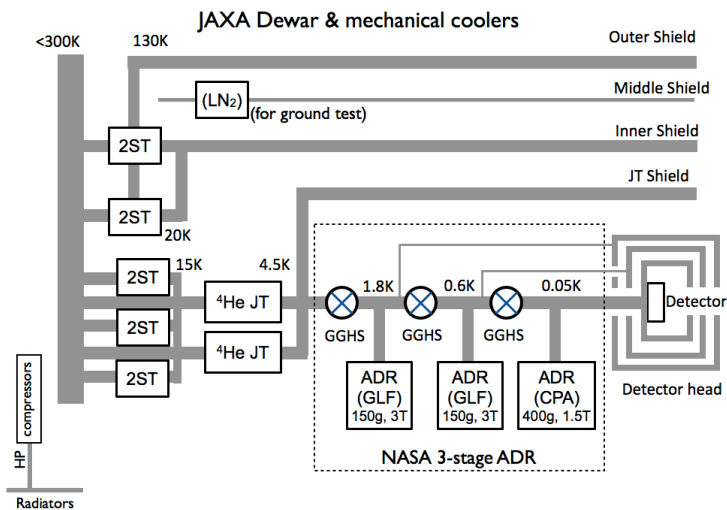 JAXA Dewar & mechanical coolers
<300K
130K
Outer Shield
Middle Shield
(LN₂)
(for ground test)
Inner Shield
2ST
JT Shield
2ST
20K
2ST
15K
4.5K
1.8K
0.6K
0.05K
⁴He JT
Detector
2ST
GGHS
GGHS
GGHS
⁴He JT
2ST
ADR
(GLF)
150g, 3T
ADR
(GLF)
150g, 3T
ADR
(CPA)
400g, 1.5T
Detector head
compressors
HP
NASA 3-stage ADR
Radiators